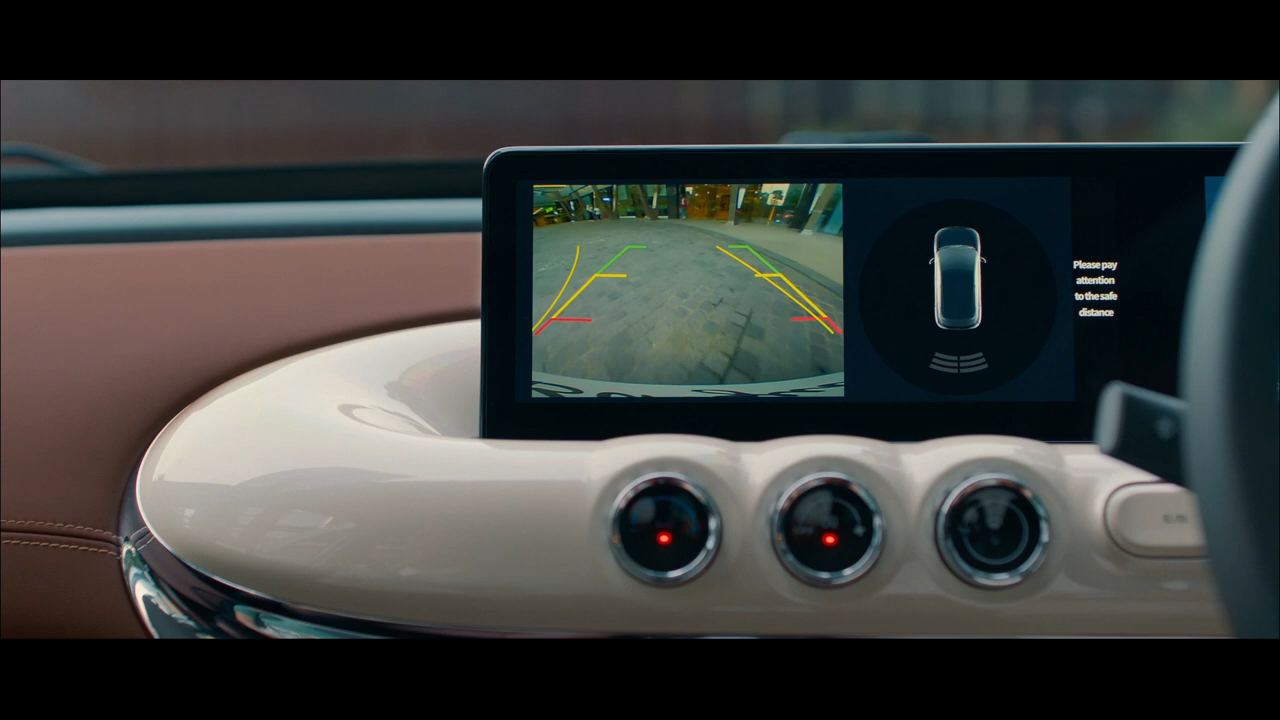 Please pay
attention
to the safe
distance